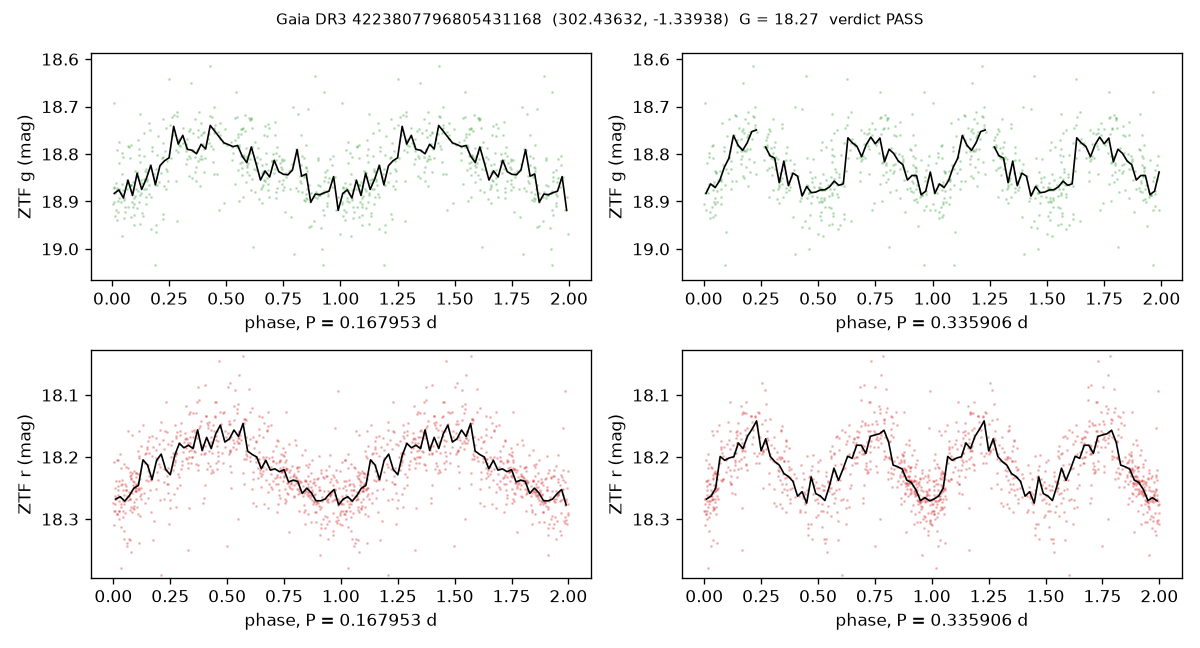 Gaia DR3 4223807796805431168 (302.43632, -1.33938) G = 18.27 verdict PASS
ZTF g (mag)
18.6
18.7
18.8
18.9
19.0
0.00 0.25 0.50 0.75 1.00 1.25 1.50 1.75 2.00
phase, P = 0.167953 d
ZTF g (mag)
18.6
18.7
18.8
18.9
19.0
0.00 0.25 0.50 0.75 1.00 1.25 1.50 1.75 2.00
phase, P = 0.335906 d
ZTF r (mag)
18.1
18.2
18.3
0.00 0.25 0.50 0.75 1.00 1.25 1.50 1.75 2.00
phase, P = 0.167953 d
ZTF r (mag)
18.1
18.2
18.3
0.00 0.25 0.50 0.75 1.00 1.25 1.50 1.75 2.00
phase, P = 0.335906 d